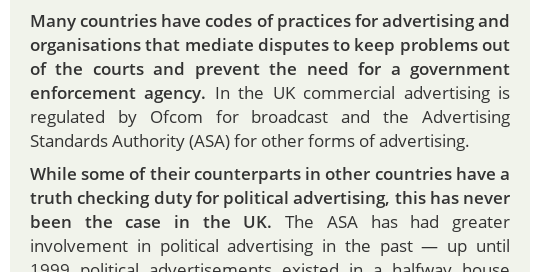 Many countries have codes of practices for advertising and
organisations that mediate disputes to keep problems out
of the courts and prevent the need for a government
enforcement agency. In the UK commercial advertising is
regulated by Ofcom for broadcast and the Advertising
Standards Authority (ASA) for other forms of advertising.
While some of their counterparts in other countries have a
truth checking duty for political advertising, this has never
been the case in the UK. The ASA has had greater
involvement in political advertising in the past — up until
1999 political advertisements existed in a halfway house